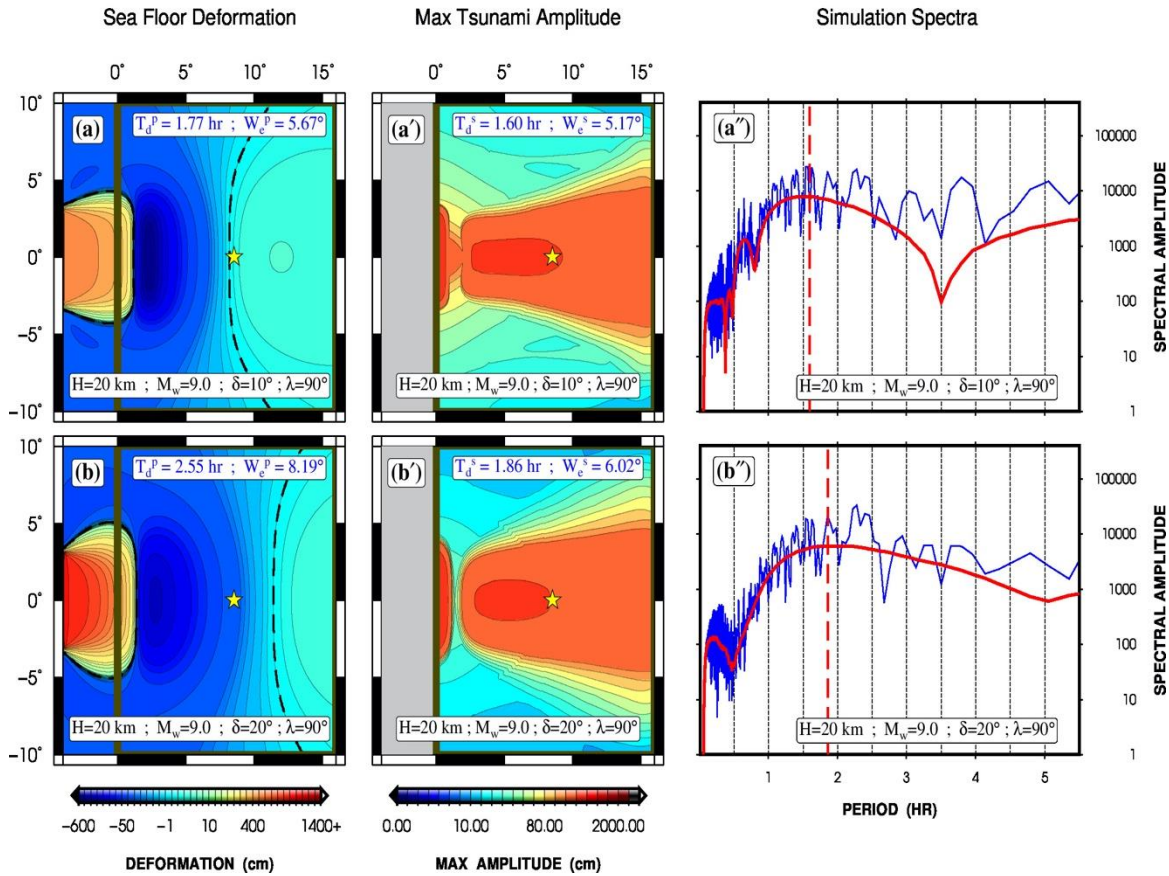 Sea Floor Deformation
Max Tsunami Amplitude
Simulation Spectra
0° 5° 10° 15°
0° 5° 10° 15°
10°
5°
0°
−5°
−10°
(a)
T_d^p = 1.77 hr ; W_e^p = 5.67°
H=20 km ; M_w=9.0 ; δ=10° ; λ=90°
(a′)
T_d^s = 1.60 hr ; W_e^s = 5.17°
H=20 km ; M_w=9.0 ; δ=10° ; λ=90°
(a″)
H=20 km ; M_w=9.0 ; δ=10° ; λ=90°
100000
10000
1000
100
10
1
SPECTRAL AMPLITUDE
10°
5°
0°
−5°
−10°
(b)
T_d^p = 2.55 hr ; W_e^p = 8.19°
H=20 km ; M_w=9.0 ; δ=20° ; λ=90°
(b′)
T_d^s = 1.86 hr ; W_e^s = 6.02°
H=20 km ; M_w=9.0 ; δ=20° ; λ=90°
(b″)
H=20 km ; M_w=9.0 ; δ=20° ; λ=90°
100000
10000
1000
100
10
1
SPECTRAL AMPLITUDE
−600 −50 −1 10 400 1400+
DEFORMATION (cm)
0.00 10.00 80.00 2000.00
MAX AMPLITUDE (cm)
1 2 3 4 5
PERIOD (HR)